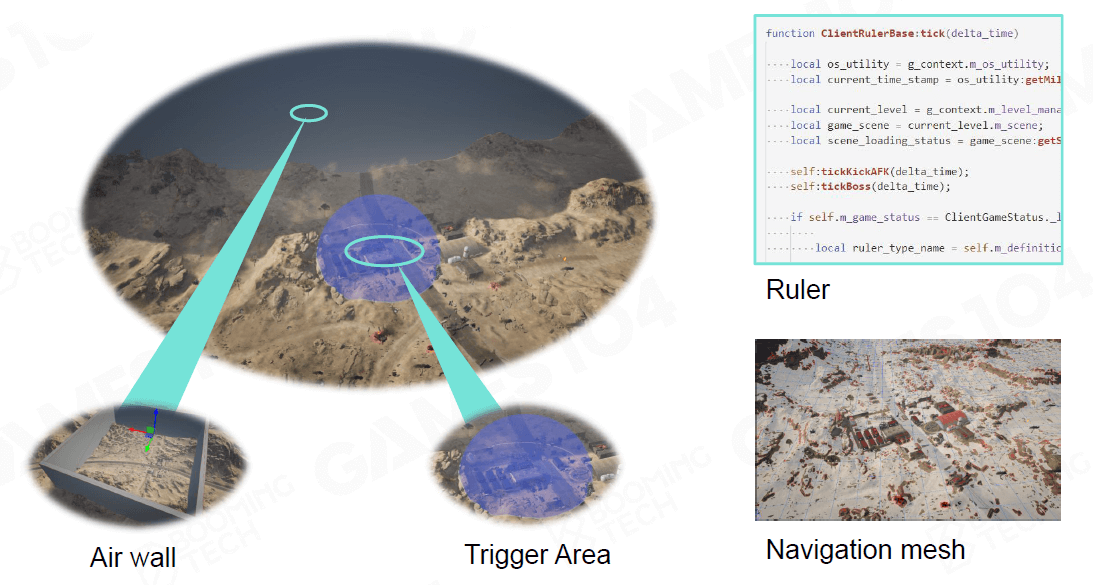 function ClientRulerBase:tick(delta_time)
local os_utility = g_context.m_os_utility;
local current_time_stamp = os_utility:getMil
local current_level = g_context.m_level_mana
local game_scene = current_level.m_scene;
local scene_loading_status = game_scene:getS
self:tickKickAFK(delta_time);
self:tickBoss(delta_time);
if self.m_game_status == ClientGameStatus._l
local ruler_type_name = self.m_definitio
Ruler
Air wall
Trigger Area
Navigation mesh
GAMES104
BOOMING
TECH